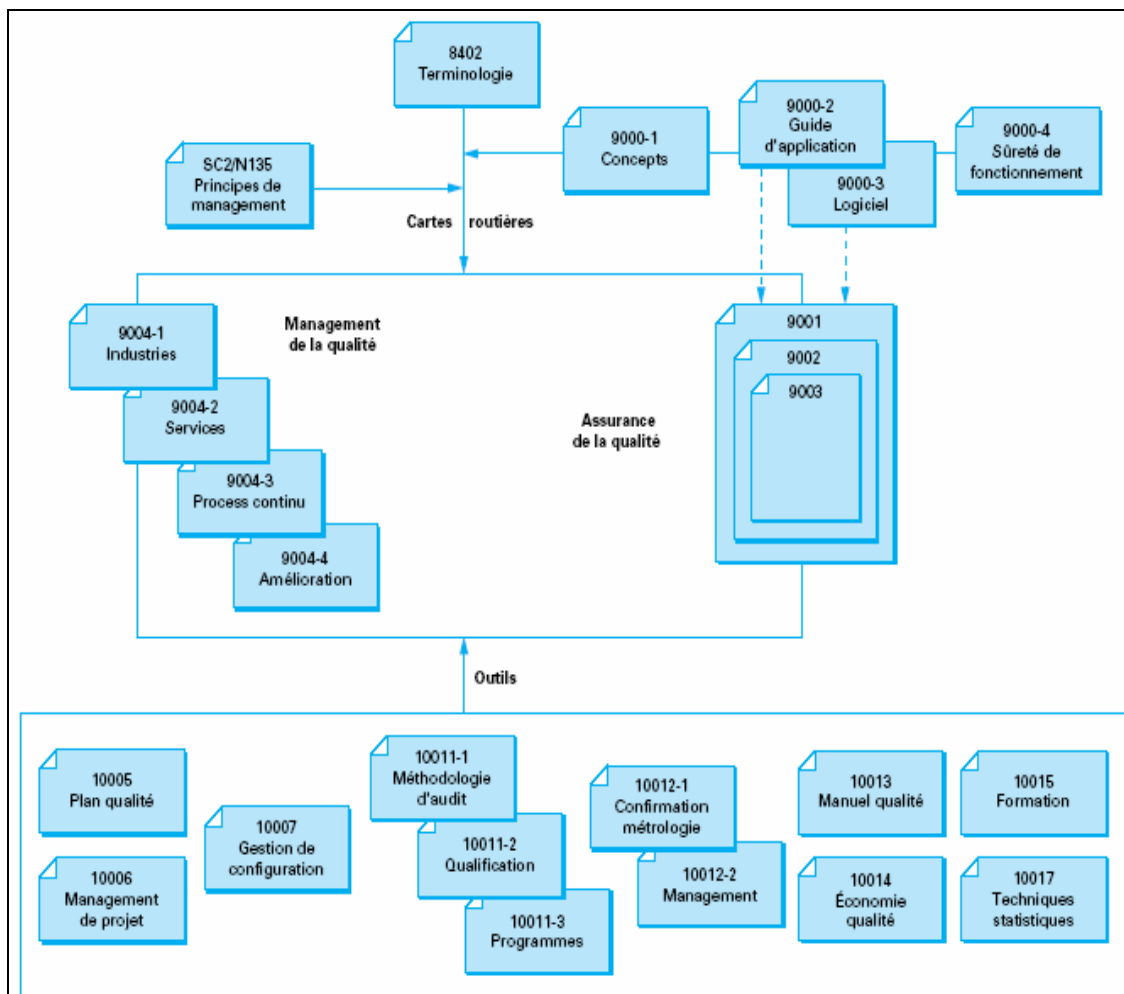 8402
Terminologie
9000-2
Guide
d'application
9000-1
Concepts
9000-4
Sûreté de
fonctionnement
SC2/N135
Principes de
management
9000-3
Logiciel
Cartes routières
9004-1
Industries
Management
de la qualité
9001
9002
9003
9004-2
Services
Assurance
de la qualité
9004-3
Process continu
9004-4
Amélioration
Outils
10005
Plan qualité
10006
Management
de projet
10007
Gestion de
configuration
10011-1
Méthodologie
d'audit
10011-2
Qualification
10011-3
Programmes
10012-1
Confirmation
métrologie
10012-2
Management
10013
Manuel qualité
10014
Économie
qualité
10015
Formation
10017
Techniques
statistiques